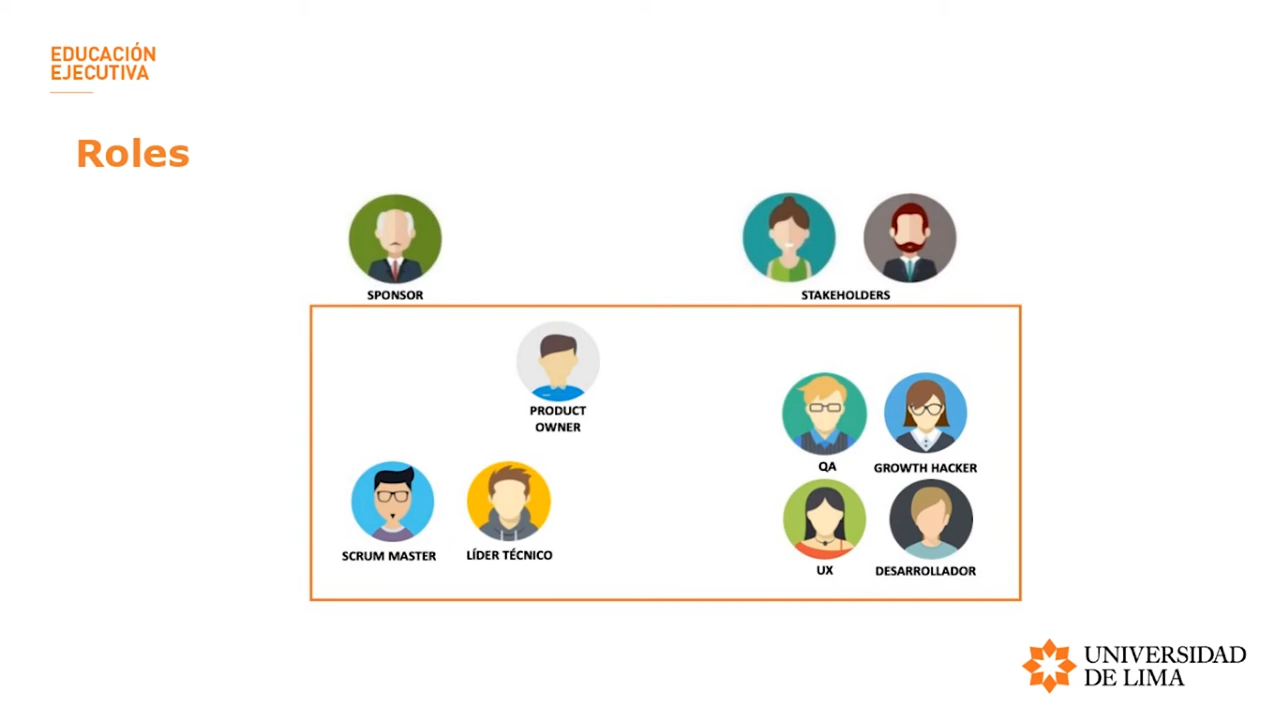 EDUCACIÓN
EJECUTIVA
Roles
SPONSOR
STAKEHOLDERS
PRODUCT
OWNER
QA
GROWTH HACKER
SCRUM MASTER
LÍDER TÉCNICO
UX
DESARROLLADOR
UNIVERSIDAD
DE LIMA